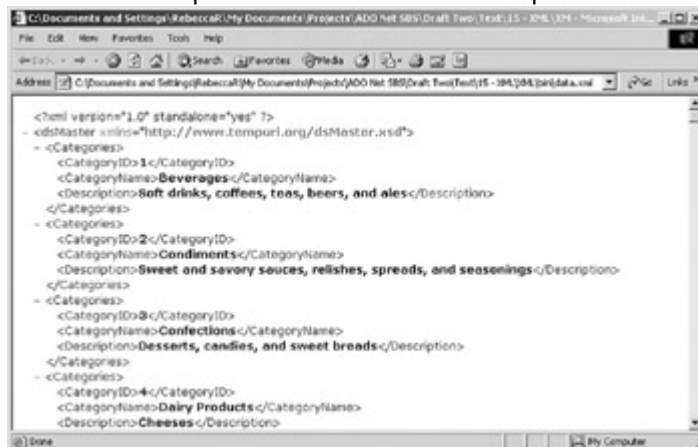 C:\Documents and Settings\RebeccaR\My Documents\Projects\ADO Net SBS\Draft Two\Text\15 - XML\XM - Microsoft Int...
File Edit View Favorites Tools Help
Back Search Favorites Media
Address C:\Documents and Settings\RebeccaR\My Documents\Projects\ADO Net SBS\Draft Two\Text\15 - XML\XML\bin\data.xml Go Links »
<?xml version="1.0" standalone="yes" ?>
- <dsMaster xmlns="http://www.tempuri.org/dsMaster.xsd">
- <Categories>
<CategoryID>1</CategoryID>
<CategoryName>Beverages</CategoryName>
<Description>Soft drinks, coffees, teas, beers, and ales</Description>
</Categories>
- <Categories>
<CategoryID>2</CategoryID>
<CategoryName>Condiments</CategoryName>
<Description>Sweet and savory sauces, relishes, spreads, and seasonings</Description>
</Categories>
- <Categories>
<CategoryID>3</CategoryID>
<CategoryName>Confections</CategoryName>
<Description>Desserts, candies, and sweet breads</Description>
</Categories>
- <Categories>
<CategoryID>4</CategoryID>
<CategoryName>Dairy Products</CategoryName>
<Description>Cheeses</Description>
Done My Computer